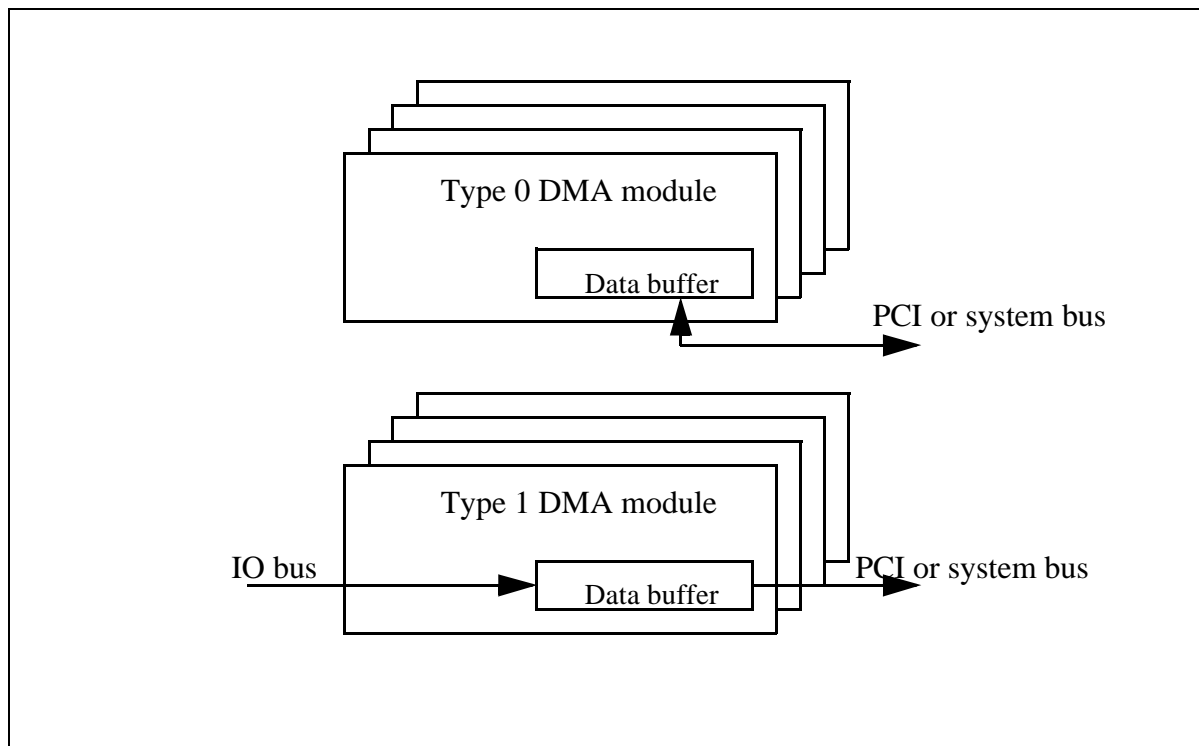 Type 0 DMA module
Data buffer
PCI or system bus
Type 1 DMA module
IO bus
PCI or system bus
Data buffer